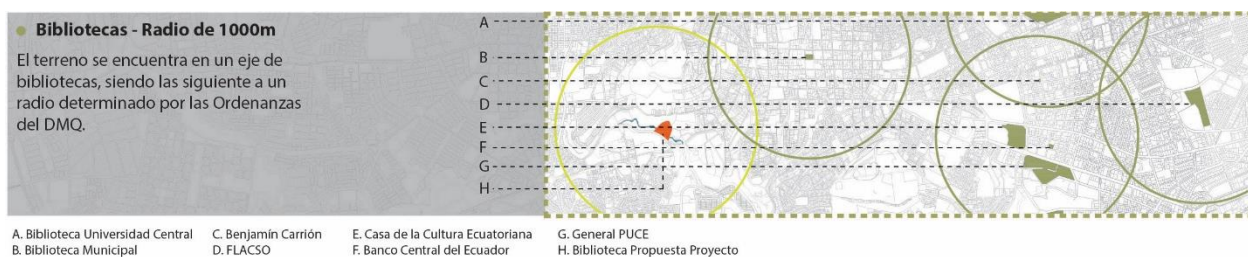 Bibliotecas - Radio de 1000m
El terreno se encuentra en un eje de
bibliotecas, siendo las siguiente a un
radio determinado por las Ordenanzas
del DMQ.
A
B
C
D
E
F
G
H
A. Biblioteca Universidad Central
B. Biblioteca Municipal
C. Benjamín Carrión
D. FLACSO
E. Casa de la Cultura Ecuatoriana
F. Banco Central del Ecuador
G. General PUCE
H. Biblioteca Propuesta Proyecto